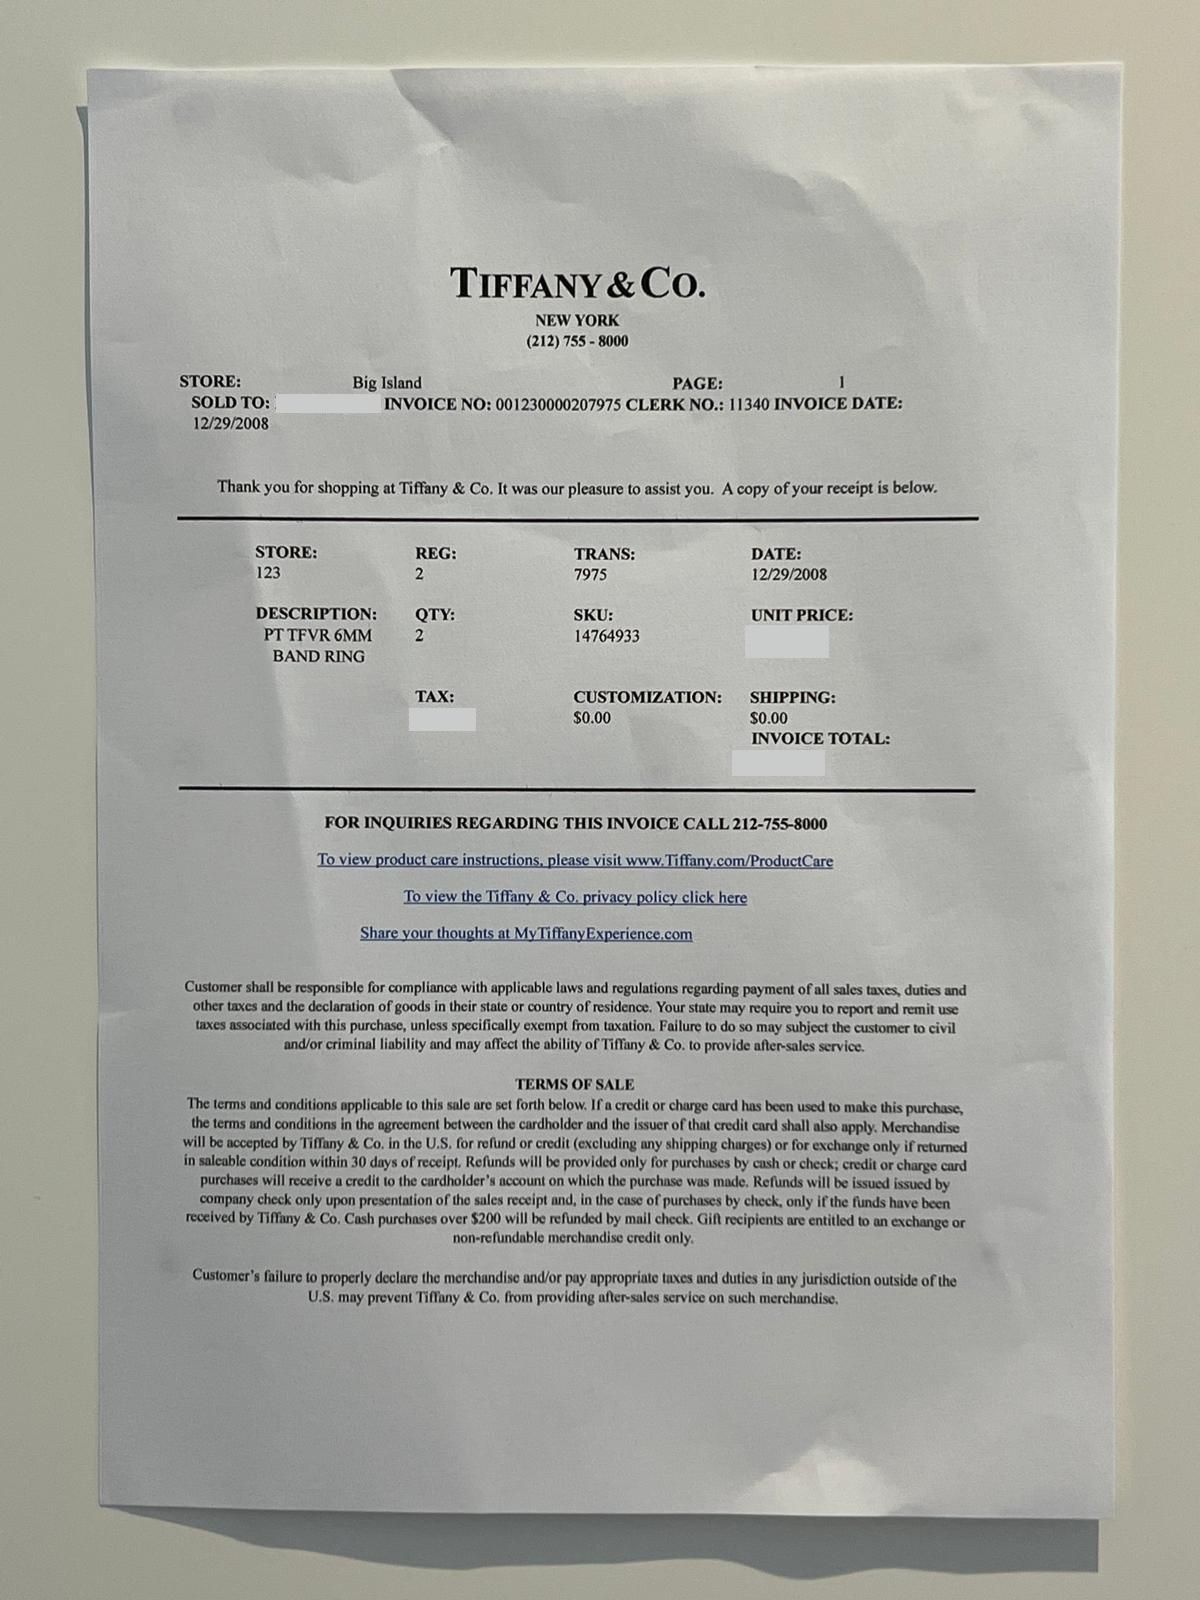 TIFFANY & CO.
NEW YORK
(212) 755 - 8000
STORE: Big Island PAGE: 1
SOLD TO: INVOICE NO: 001230000207975 CLERK NO.: 11340 INVOICE DATE:
12/29/2008
Thank you for shopping at Tiffany & Co. It was our pleasure to assist you. A copy of your receipt is below.
STORE: REG: TRANS: DATE:
123 2 7975 12/29/2008
DESCRIPTION: QTY: SKU: UNIT PRICE:
PT TFVR 6MM 2 14764933
BAND RING
TAX: CUSTOMIZATION: SHIPPING:
$0.00 $0.00
INVOICE TOTAL:
FOR INQUIRIES REGARDING THIS INVOICE CALL 212-755-8000
To view product care instructions, please visit www.Tiffany.com/ProductCare
To view the Tiffany & Co. privacy policy click here
Share your thoughts at MyTiffanyExperience.com
Customer shall be responsible for compliance with applicable laws and regulations regarding payment of all sales taxes, duties and
other taxes and the declaration of goods in their state or country of residence. Your state may require you to report and remit use
taxes associated with this purchase, unless specifically exempt from taxation. Failure to do so may subject the customer to civil
and/or criminal liability and may affect the ability of Tiffany & Co. to provide after-sales service.
TERMS OF SALE
The terms and conditions applicable to this sale are set forth below. If a credit or charge card has been used to make this purchase,
the terms and conditions in the agreement between the cardholder and the issuer of that credit card shall also apply. Merchandise
will be accepted by Tiffany & Co. in the U.S. for refund or credit (excluding any shipping charges) or for exchange only if returned
in saleable condition within 30 days of receipt. Refunds will be provided only for purchases by cash or check; credit or charge card
purchases will receive a credit to the cardholder's account on which the purchase was made. Refunds will be issued issued by
company check only upon presentation of the sales receipt and, in the case of purchases by check, only if the funds have been
received by Tiffany & Co. Cash purchases over $200 will be refunded by mail check. Gift recipients are entitled to an exchange or
non-refundable merchandise credit only.
Customer's failure to properly declare the merchandise and/or pay appropriate taxes and duties in any jurisdiction outside of the
U.S. may prevent Tiffany & Co. from providing after-sales service on such merchandise.